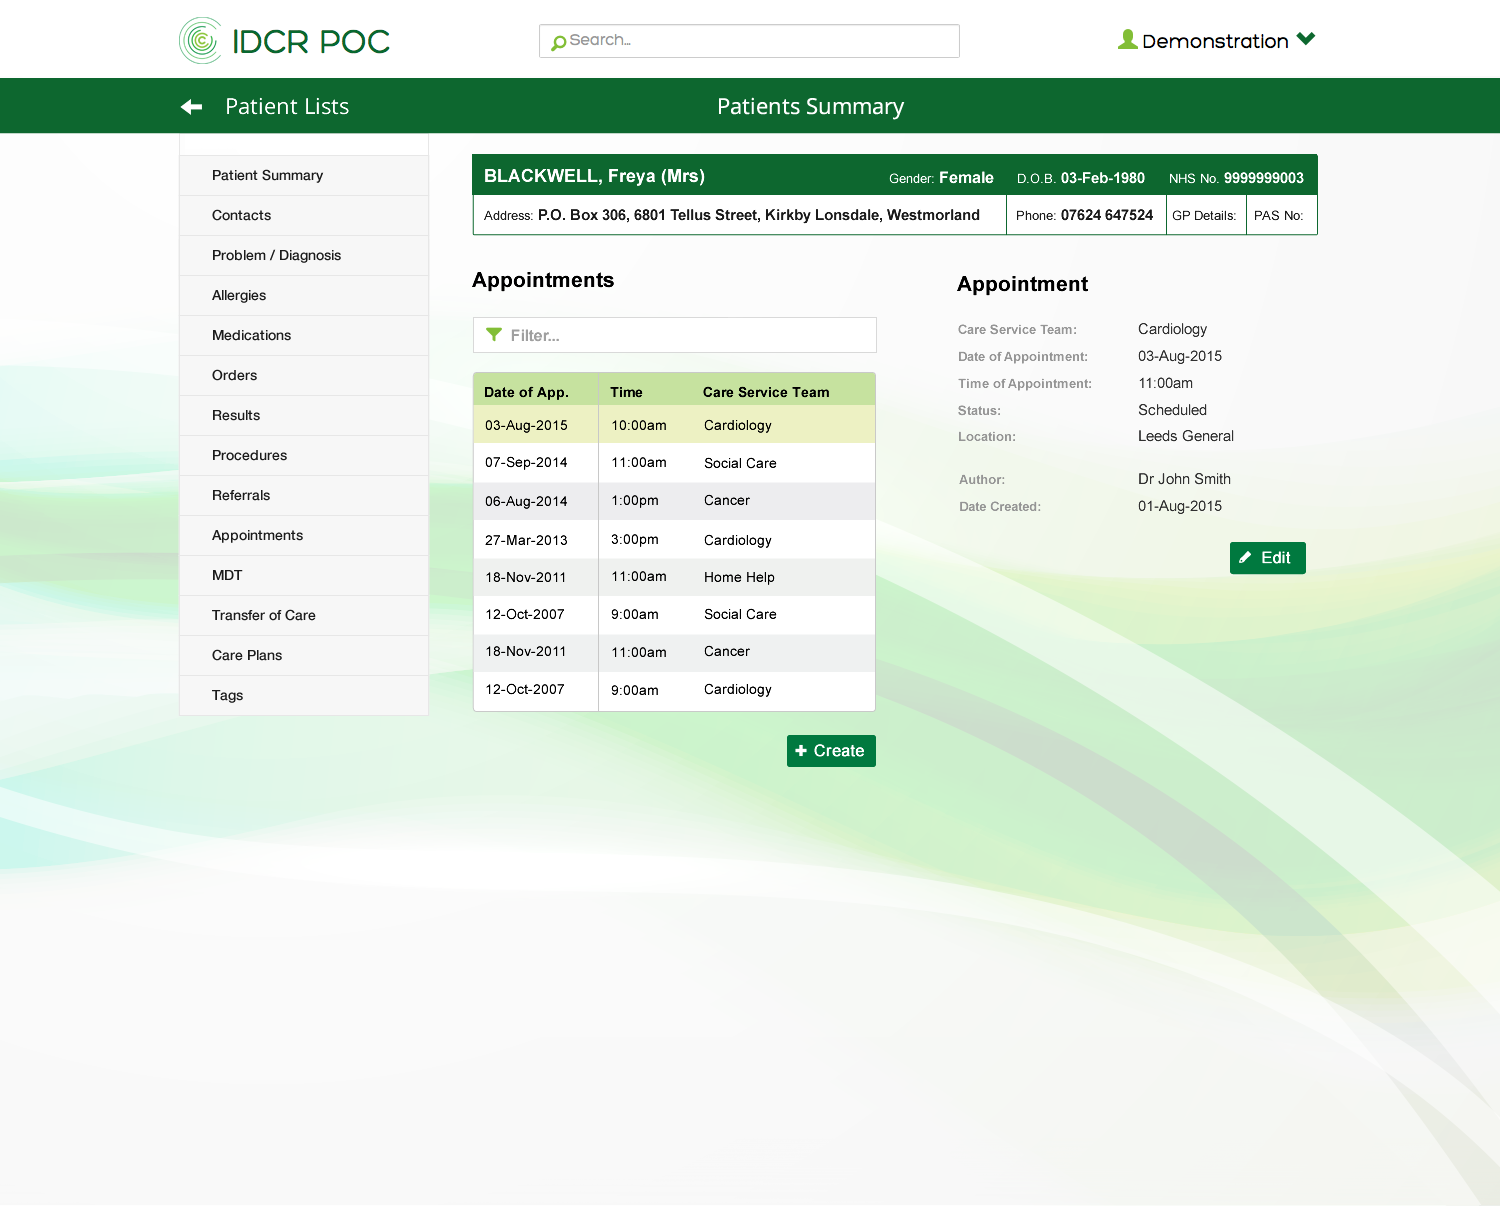 IDCR POC
Search...
Demonstration
Patient Lists
Patients Summary
Patient Summary
Contacts
Problem / Diagnosis
Allergies
Medications
Orders
Results
Procedures
Referrals
Appointments
MDT
Transfer of Care
Care Plans
Tags
BLACKWELL, Freya (Mrs) Gender: Female D.O.B. 03-Feb-1980 NHS No. 9999999003
Address: P.O. Box 306, 6801 Tellus Street, Kirkby Lonsdale, Westmorland Phone: 07624 647524 GP Details: PAS No:
Appointments
Filter...
Date of App. Time Care Service Team
03-Aug-2015 10:00am Cardiology
07-Sep-2014 11:00am Social Care
06-Aug-2014 1:00pm Cancer
27-Mar-2013 3:00pm Cardiology
18-Nov-2011 11:00am Home Help
12-Oct-2007 9:00am Social Care
18-Nov-2011 11:00am Cancer
12-Oct-2007 9:00am Cardiology
Create
Appointment
Care Service Team: Cardiology
Date of Appointment: 03-Aug-2015
Time of Appointment: 11:00am
Status: Scheduled
Location: Leeds General
Author: Dr John Smith
Date Created: 01-Aug-2015
Edit